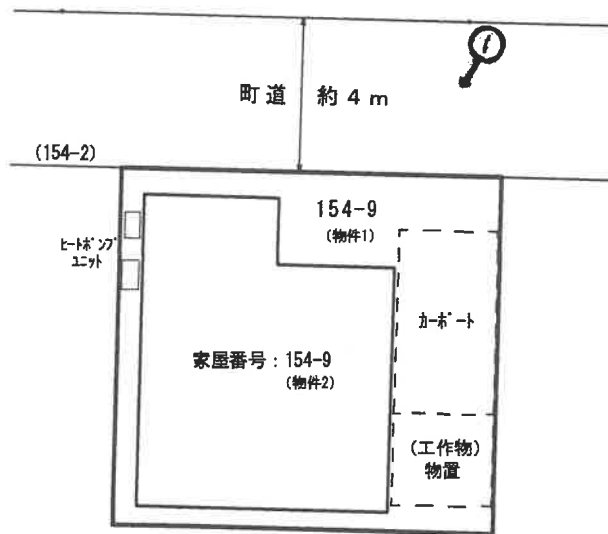 町道 約4m
(154-2)
154-9
(物件1)
ヒートポンプ
ユニット
カーポート
家屋番号:154-9
(物件2)
(工作物)
物置